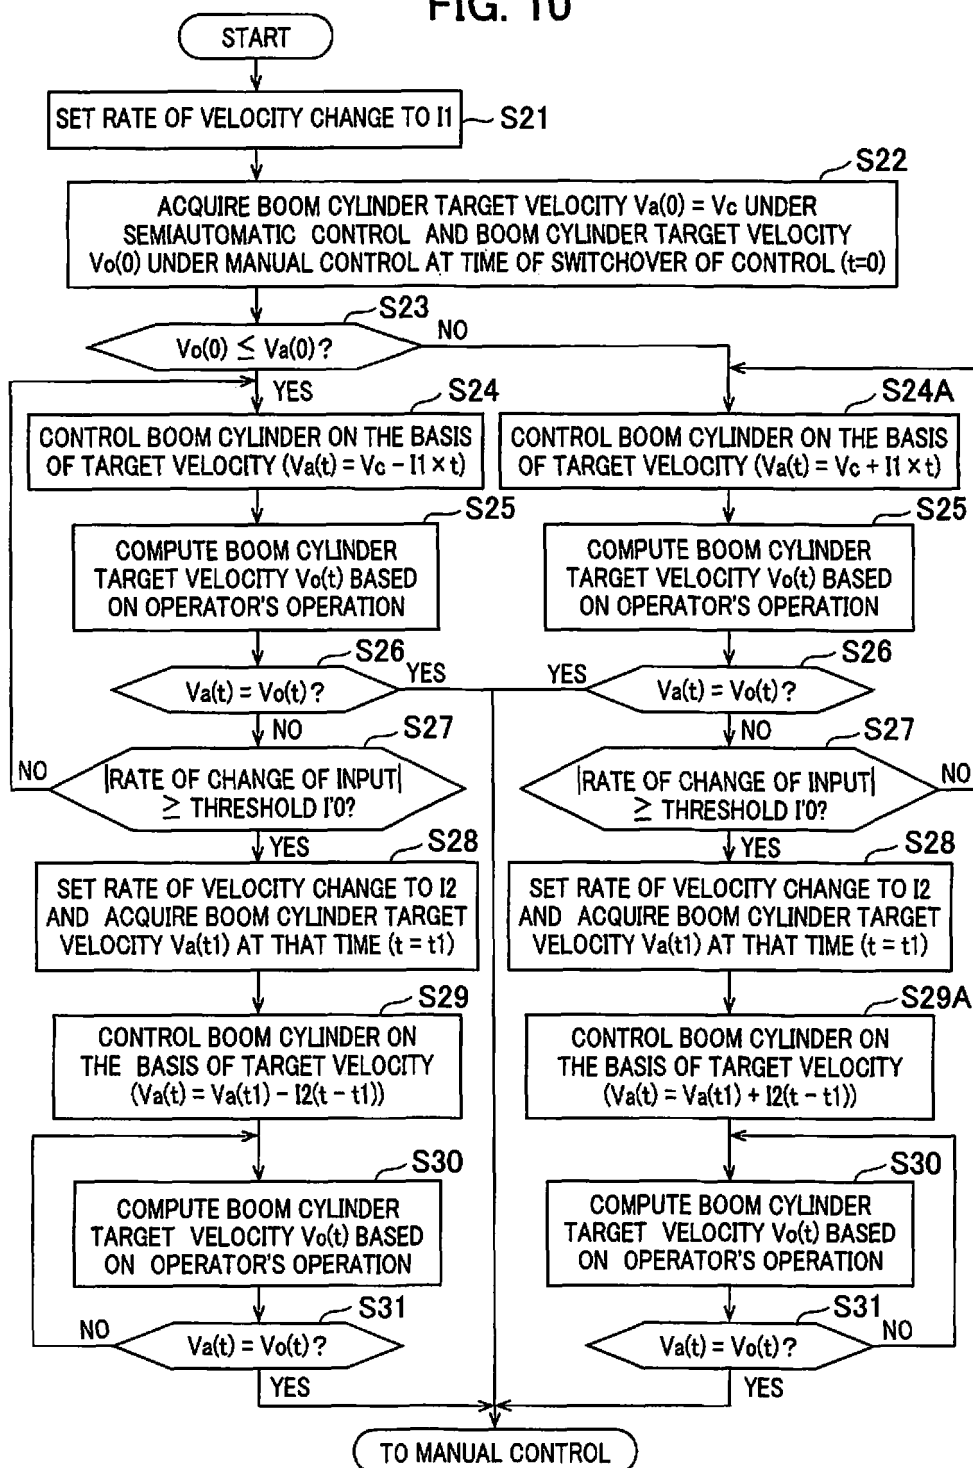 FIG. 10
START
SET RATE OF VELOCITY CHANGE TO I1
S21
S22
ACQUIRE BOOM CYLINDER TARGET VELOCITY Va(0) = Vc UNDER
SEMIAUTOMATIC CONTROL AND BOOM CYLINDER TARGET VELOCITY
Vo(0) UNDER MANUAL CONTROL AT TIME OF SWITCHOVER OF CONTROL (t=0)
S23
Vo(0) ≦ Va(0)?
NO
YES
S24
CONTROL BOOM CYLINDER ON THE BASIS
OF TARGET VELOCITY (Va(t) = Vc − I1 × t)
S25
COMPUTE BOOM CYLINDER
TARGET VELOCITY Vo(t) BASED
ON OPERATOR'S OPERATION
S26
Va(t) = Vo(t)?
YES
NO
S27
|RATE OF CHANGE OF INPUT|
≧ THRESHOLD I'0?
NO
YES
S28
SET RATE OF VELOCITY CHANGE TO I2
AND ACQUIRE BOOM CYLINDER TARGET
VELOCITY Va(t1) AT THAT TIME (t = t1)
S29
CONTROL BOOM CYLINDER ON
THE BASIS OF TARGET VELOCITY
(Va(t) = Va(t1) − I2(t − t1))
S30
COMPUTE BOOM CYLINDER
TARGET VELOCITY Vo(t) BASED
ON OPERATOR'S OPERATION
S31
Va(t) = Vo(t)?
NO
YES
S24A
CONTROL BOOM CYLINDER ON THE BASIS
OF TARGET VELOCITY (Va(t) = Vc + I1 × t)
S25
COMPUTE BOOM CYLINDER
TARGET VELOCITY Vo(t) BASED
ON OPERATOR'S OPERATION
S26
YES
Va(t) = Vo(t)?
NO
S27
|RATE OF CHANGE OF INPUT|
≧ THRESHOLD I'0?
NO
YES
S28
SET RATE OF VELOCITY CHANGE TO I2
AND ACQUIRE BOOM CYLINDER TARGET
VELOCITY Va(t1) AT THAT TIME (t = t1)
S29A
CONTROL BOOM CYLINDER ON
THE BASIS OF TARGET VELOCITY
(Va(t) = Va(t1) + I2(t − t1))
S30
COMPUTE BOOM CYLINDER
TARGET VELOCITY Vo(t) BASED
ON OPERATOR'S OPERATION
S31
Va(t) = Vo(t)?
NO
YES
TO MANUAL CONTROL